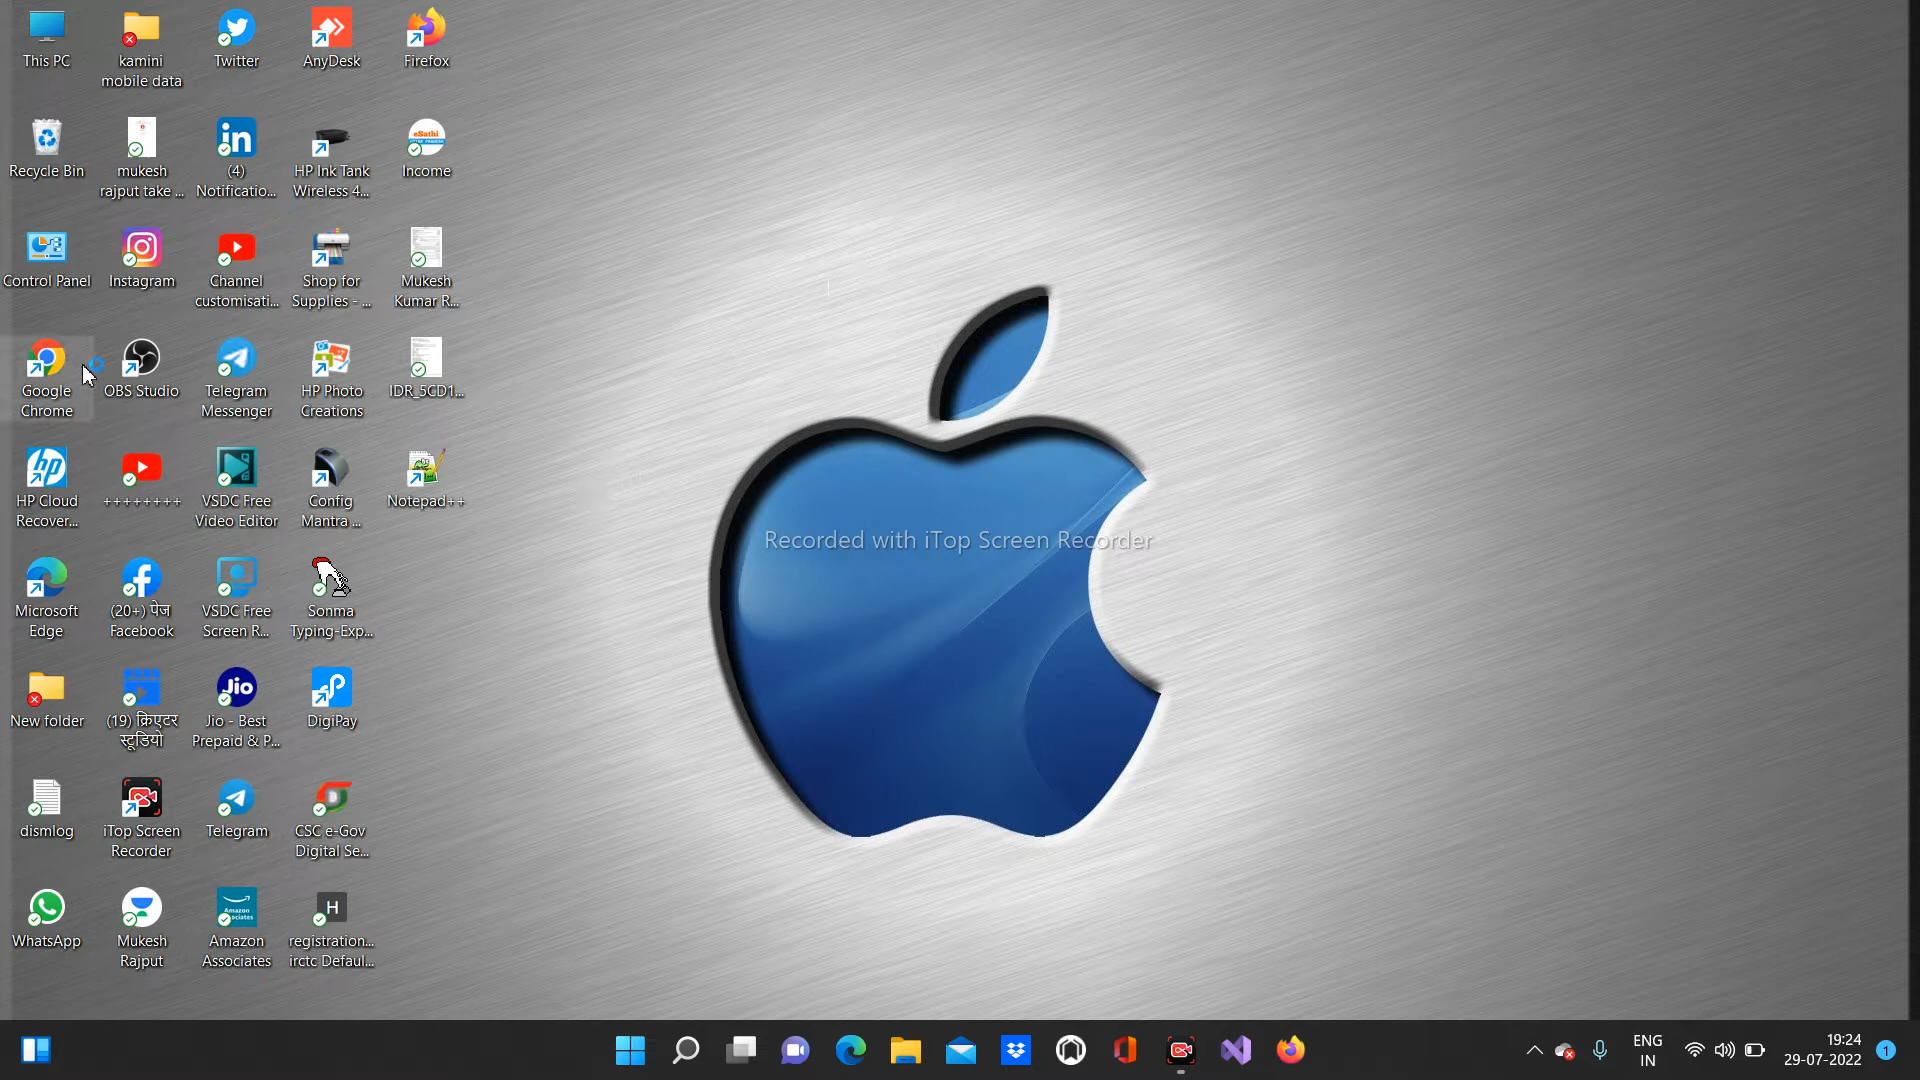 This PC
kamini
mobile data
Twitter
AnyDesk
Firefox
Recycle Bin
mukesh
rajput take ...
(4)
Notificatio...
HP Ink Tank
Wireless 4...
Income
Control Panel
Instagram
Channel
customisati...
Shop for
Supplies - ...
Mukesh
Kumar R...
Google
Chrome
OBS Studio
Telegram
Messenger
HP Photo
Creations
IDR_5CD1...
HP Cloud
Recover...
++++++++
VSDC Free
Video Editor
Config
Mantra ...
Notepad++
Microsoft
Edge
(20+) पेज
Facebook
VSDC Free
Screen R...
Sonma
Typing-Exp...
New folder
(19) क्रिएटर
स्टूडियो
Jio - Best
Prepaid & P...
DigiPay
dismlog
iTop Screen
Recorder
Telegram
CSC e-Gov
Digital Se...
WhatsApp
Mukesh
Rajput
Amazon
Associates
registration...
irctc Defaul...
Recorded with iTop Screen Recorder
ENG
IN
19:24
29-07-2022
1